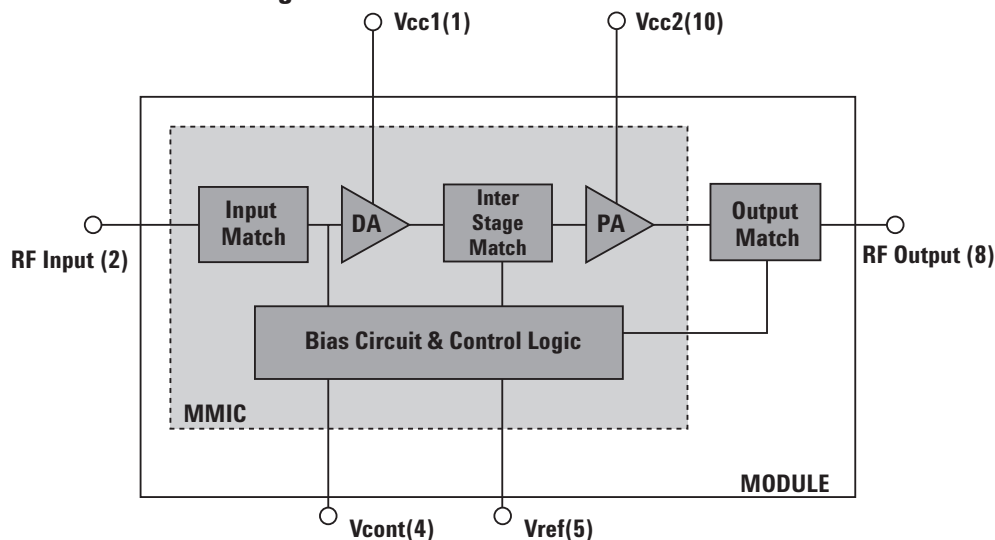 Vcc1(1)
Vcc2(10)
Input
Match
DA
Inter
Stage
Match
PA
Output
Match
RF Input (2)
RF Output (8)
Bias Circuit & Control Logic
MMIC
MODULE
Vcont(4)
Vref(5)